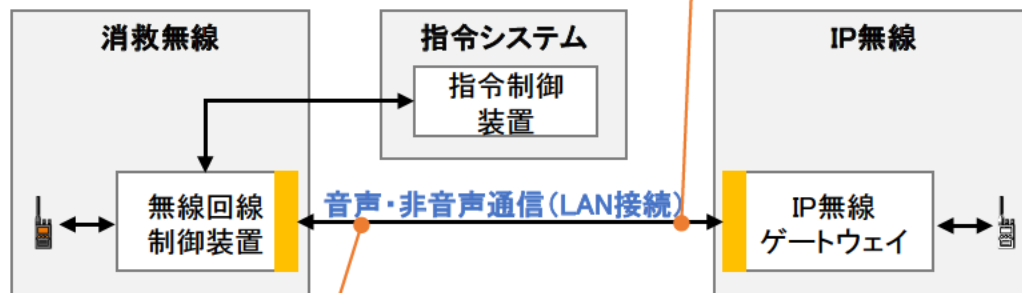 消救無線
指令システム
IP無線
指令制御
装置
音声・非音声通信(LAN接続)
無線回線
制御装置
IP無線
ゲートウェイ